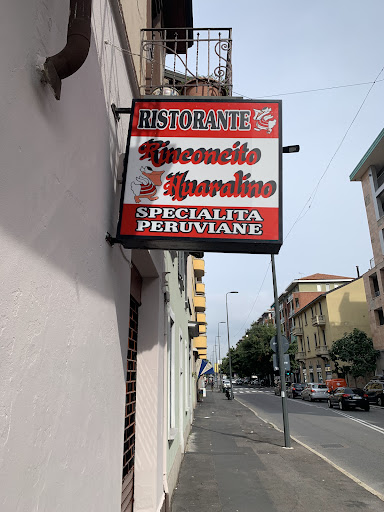 RISTORANTE
Rinconcito
Huaralino
SPECIALITA
PERUVIANE